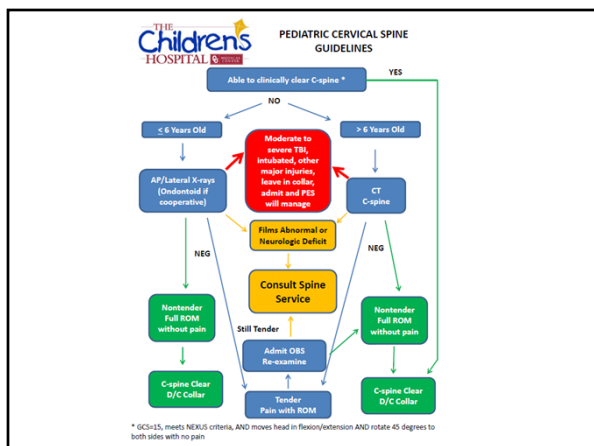 THE
Children's
HOSPITAL
PEDIATRIC CERVICAL SPINE
GUIDELINES
Able to clinically clear C-spine *
YES
NO
< 6 Years Old
> 6 Years Old
Moderate to
severe TBI,
intubated, other
major injuries,
leave in collar,
admit and PES
will manage
AP/Lateral X-rays
(Ondontoid if
cooperative)
CT
C-spine
Films Abnormal or
Neurologic Deficit
NEG
NEG
Consult Spine
Service
Nontender
Full ROM
without pain
Nontender
Full ROM
without pain
Still Tender
Admit OBS
Re-examine
C-spine Clear
D/C Collar
Tender
Pain with ROM
C-spine Clear
D/C Collar
* GCS=15, meets NEXUS criteria, AND moves head in flexion/extension AND rotate 45 degrees to
both sides with no pain